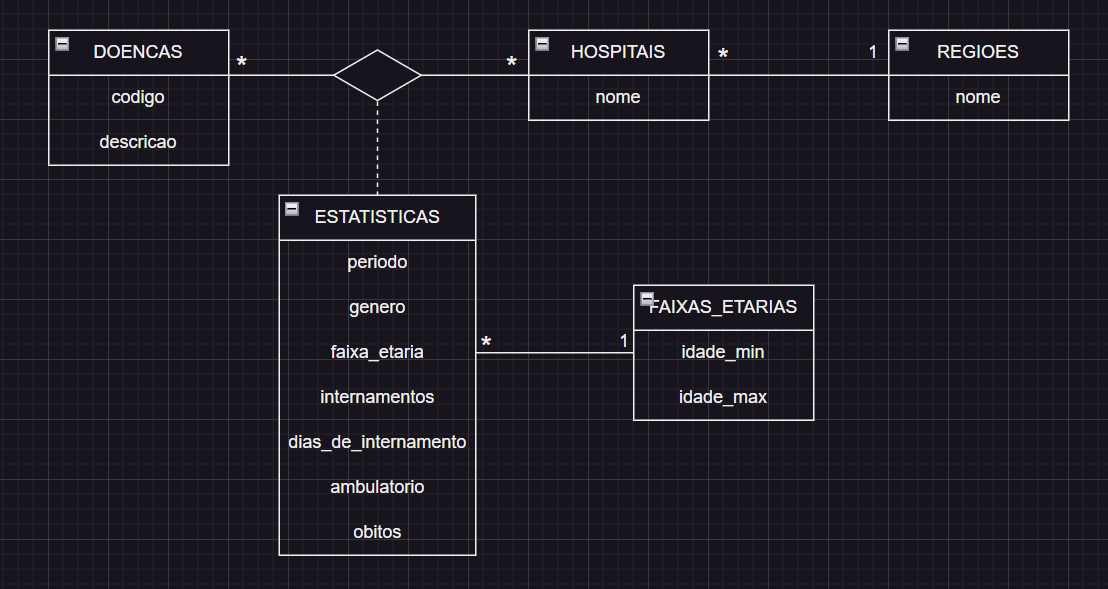 DOENCAS
codigo
descricao
*
*
HOSPITAIS
nome
*
1
REGIOES
nome
ESTATISTICAS
periodo
genero
faixa_etaria
internamentos
dias_de_internamento
ambulatorio
obitos
*
1
FAIXAS_ETARIAS
idade_min
idade_max